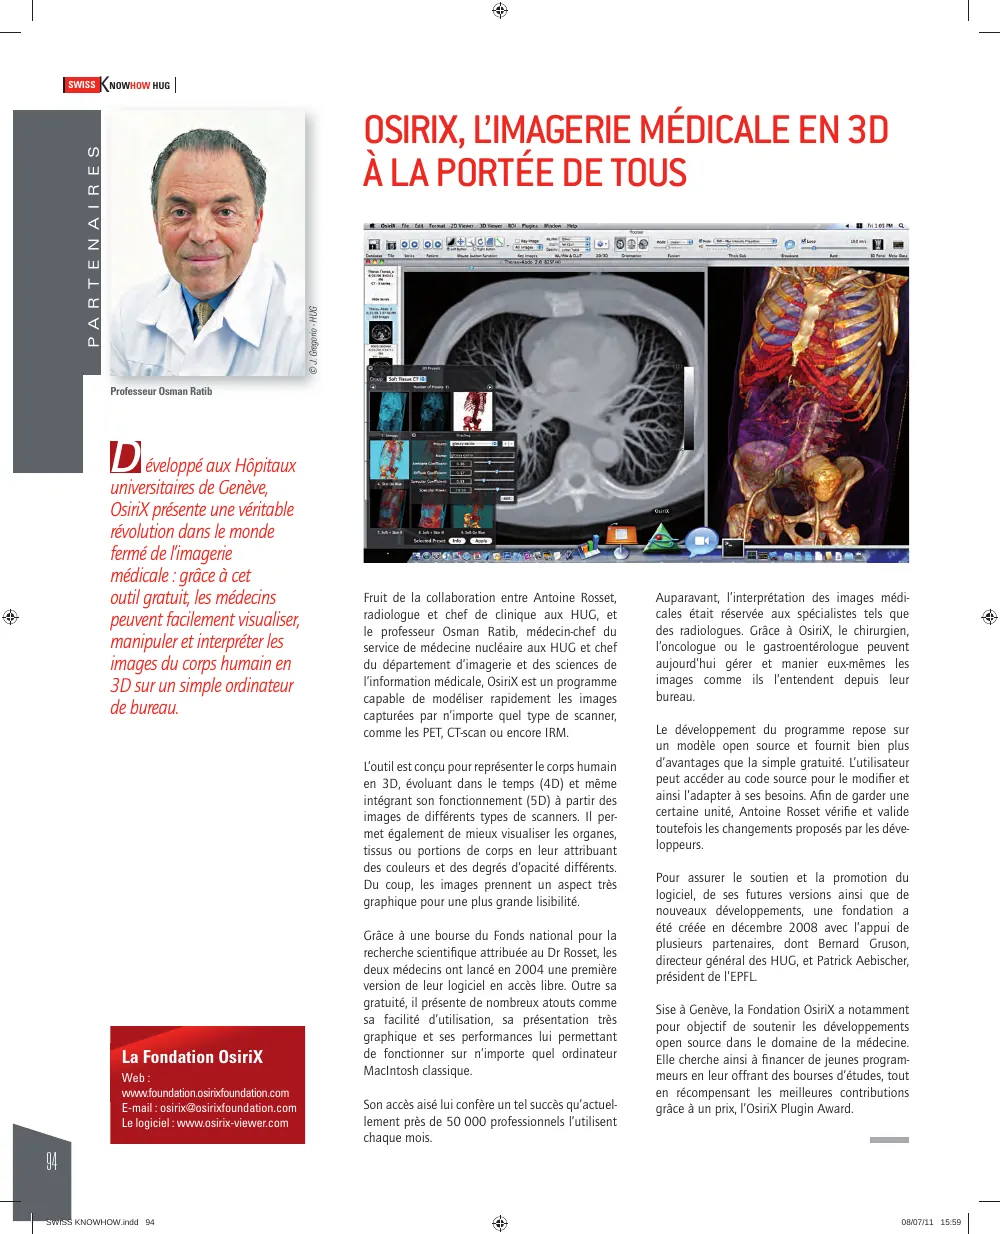 SWISS KNOWHOW HUG
PARTENAIRES
© J. Gregorio - HUG
Professeur Osman Ratib
Développé aux Hôpitaux
universitaires de Genève,
OsiriX présente une véritable
révolution dans le monde
fermé de l’imagerie
médicale : grâce à cet
outil gratuit, les médecins
peuvent facilement visualiser,
manipuler et interpréter les
images du corps humain en
3D sur un simple ordinateur
de bureau.
La Fondation OsiriX
Web :
www.foundation.osirixfoundation.com
E-mail : osirix@osirixfoundation.com
Le logiciel : www.osirix-viewer.com
OSIRIX, L’IMAGERIE MÉDICALE EN 3D
À LA PORTÉE DE TOUS
OsiriX File Edit Format 2D Viewer 3D Viewer ROI Plugins Window Help
Fri 1:05 PM
Soft Tissue CT
Selected Preset Info Apply
OsiriX
Fruit de la collaboration entre Antoine Rosset,
radiologue et chef de clinique aux HUG, et
le professeur Osman Ratib, médecin-chef du
service de médecine nucléaire aux HUG et chef
du département d’imagerie et des sciences de
l’information médicale, OsiriX est un programme
capable de modéliser rapidement les images
capturées par n’importe quel type de scanner,
comme les PET, CT-scan ou encore IRM.
L’outil est conçu pour représenter le corps humain
en 3D, évoluant dans le temps (4D) et même
intégrant son fonctionnement (5D) à partir des
images de différents types de scanners. Il per-
met également de mieux visualiser les organes,
tissus ou portions de corps en leur attribuant
des couleurs et des degrés d’opacité différents.
Du coup, les images prennent un aspect très
graphique pour une plus grande lisibilité.
Grâce à une bourse du Fonds national pour la
recherche scientifique attribuée au Dr Rosset, les
deux médecins ont lancé en 2004 une première
version de leur logiciel en accès libre. Outre sa
gratuité, il présente de nombreux atouts comme
sa facilité d’utilisation, sa présentation très
graphique et ses performances lui permettant
de fonctionner sur n’importe quel ordinateur
MacIntosh classique.
Son accès aisé lui confère un tel succès qu’actuel-
lement près de 50 000 professionnels l’utilisent
chaque mois.
Auparavant, l’interprétation des images médi-
cales était réservée aux spécialistes tels que
des radiologues. Grâce à OsiriX, le chirurgien,
l’oncologue ou le gastroentérologue peuvent
aujourd’hui gérer et manier eux-mêmes les
images comme ils l’entendent depuis leur
bureau.
Le développement du programme repose sur
un modèle open source et fournit bien plus
d’avantages que la simple gratuité. L’utilisateur
peut accéder au code source pour le modifier et
ainsi l’adapter à ses besoins. Afin de garder une
certaine unité, Antoine Rosset vérifie et valide
toutefois les changements proposés par les déve-
loppeurs.
Pour assurer le soutien et la promotion du
logiciel, de ses futures versions ainsi que de
nouveaux développements, une fondation a
été créée en décembre 2008 avec l’appui de
plusieurs partenaires, dont Bernard Gruson,
directeur général des HUG, et Patrick Aebischer,
président de l’EPFL.
Sise à Genève, la Fondation OsiriX a notamment
pour objectif de soutenir les développements
open source dans le domaine de la médecine.
Elle cherche ainsi à financer de jeunes program-
meurs en leur offrant des bourses d’études, tout
en récompensant les meilleures contributions
grâce à un prix, l’OsiriX Plugin Award.
94
SWISS KNOWHOW.indd 94
08/07/11 15:59